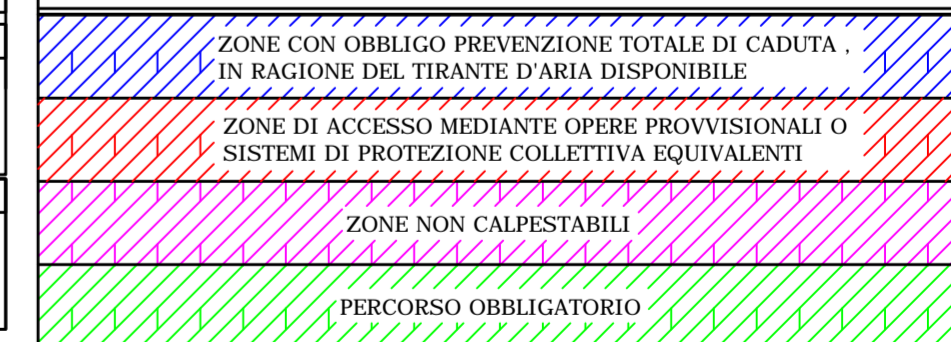 ZONE CON OBBLIGO PREVENZIONE TOTALE DI CADUTA ,
IN RAGIONE DEL TIRANTE D'ARIA DISPONIBILE
ZONE DI ACCESSO MEDIANTE OPERE PROVVISIONALI O
SISTEMI DI PROTEZIONE COLLETTIVA EQUIVALENTI
ZONE NON CALPESTABILI
PERCORSO OBBLIGATORIO